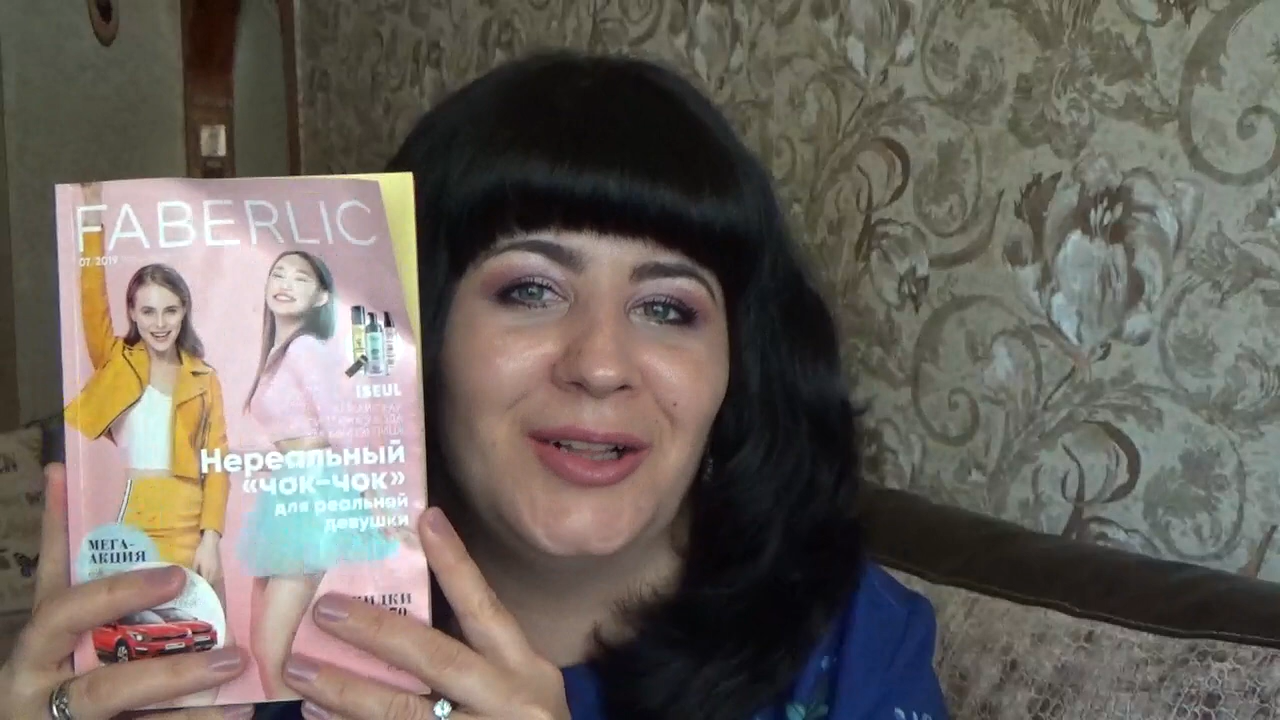 FABERLIC
07/2019
ISEUL
Нереальный
«чок-чок»
для реальной
девушки
МЕГА-
АКЦИЯ